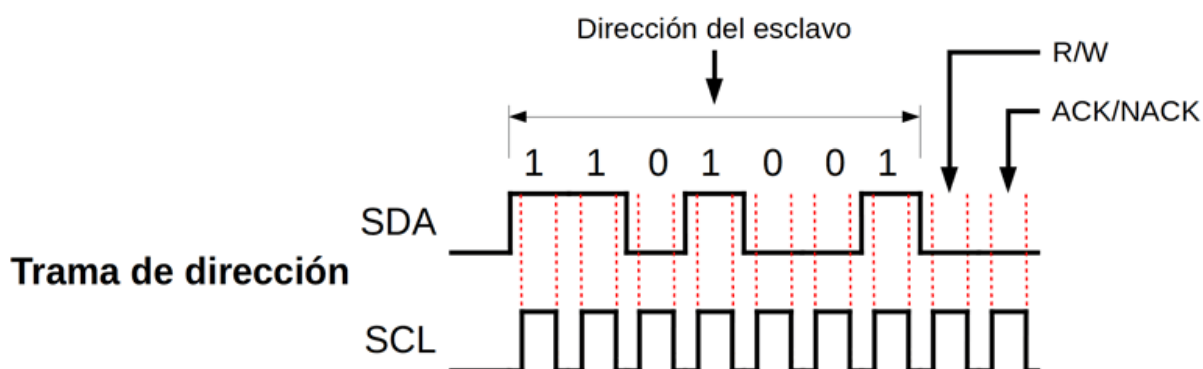 Dirección del esclavo
R/W
ACK/NACK
1 1 0 1 0 0 1
SDA
Trama de dirección
SCL